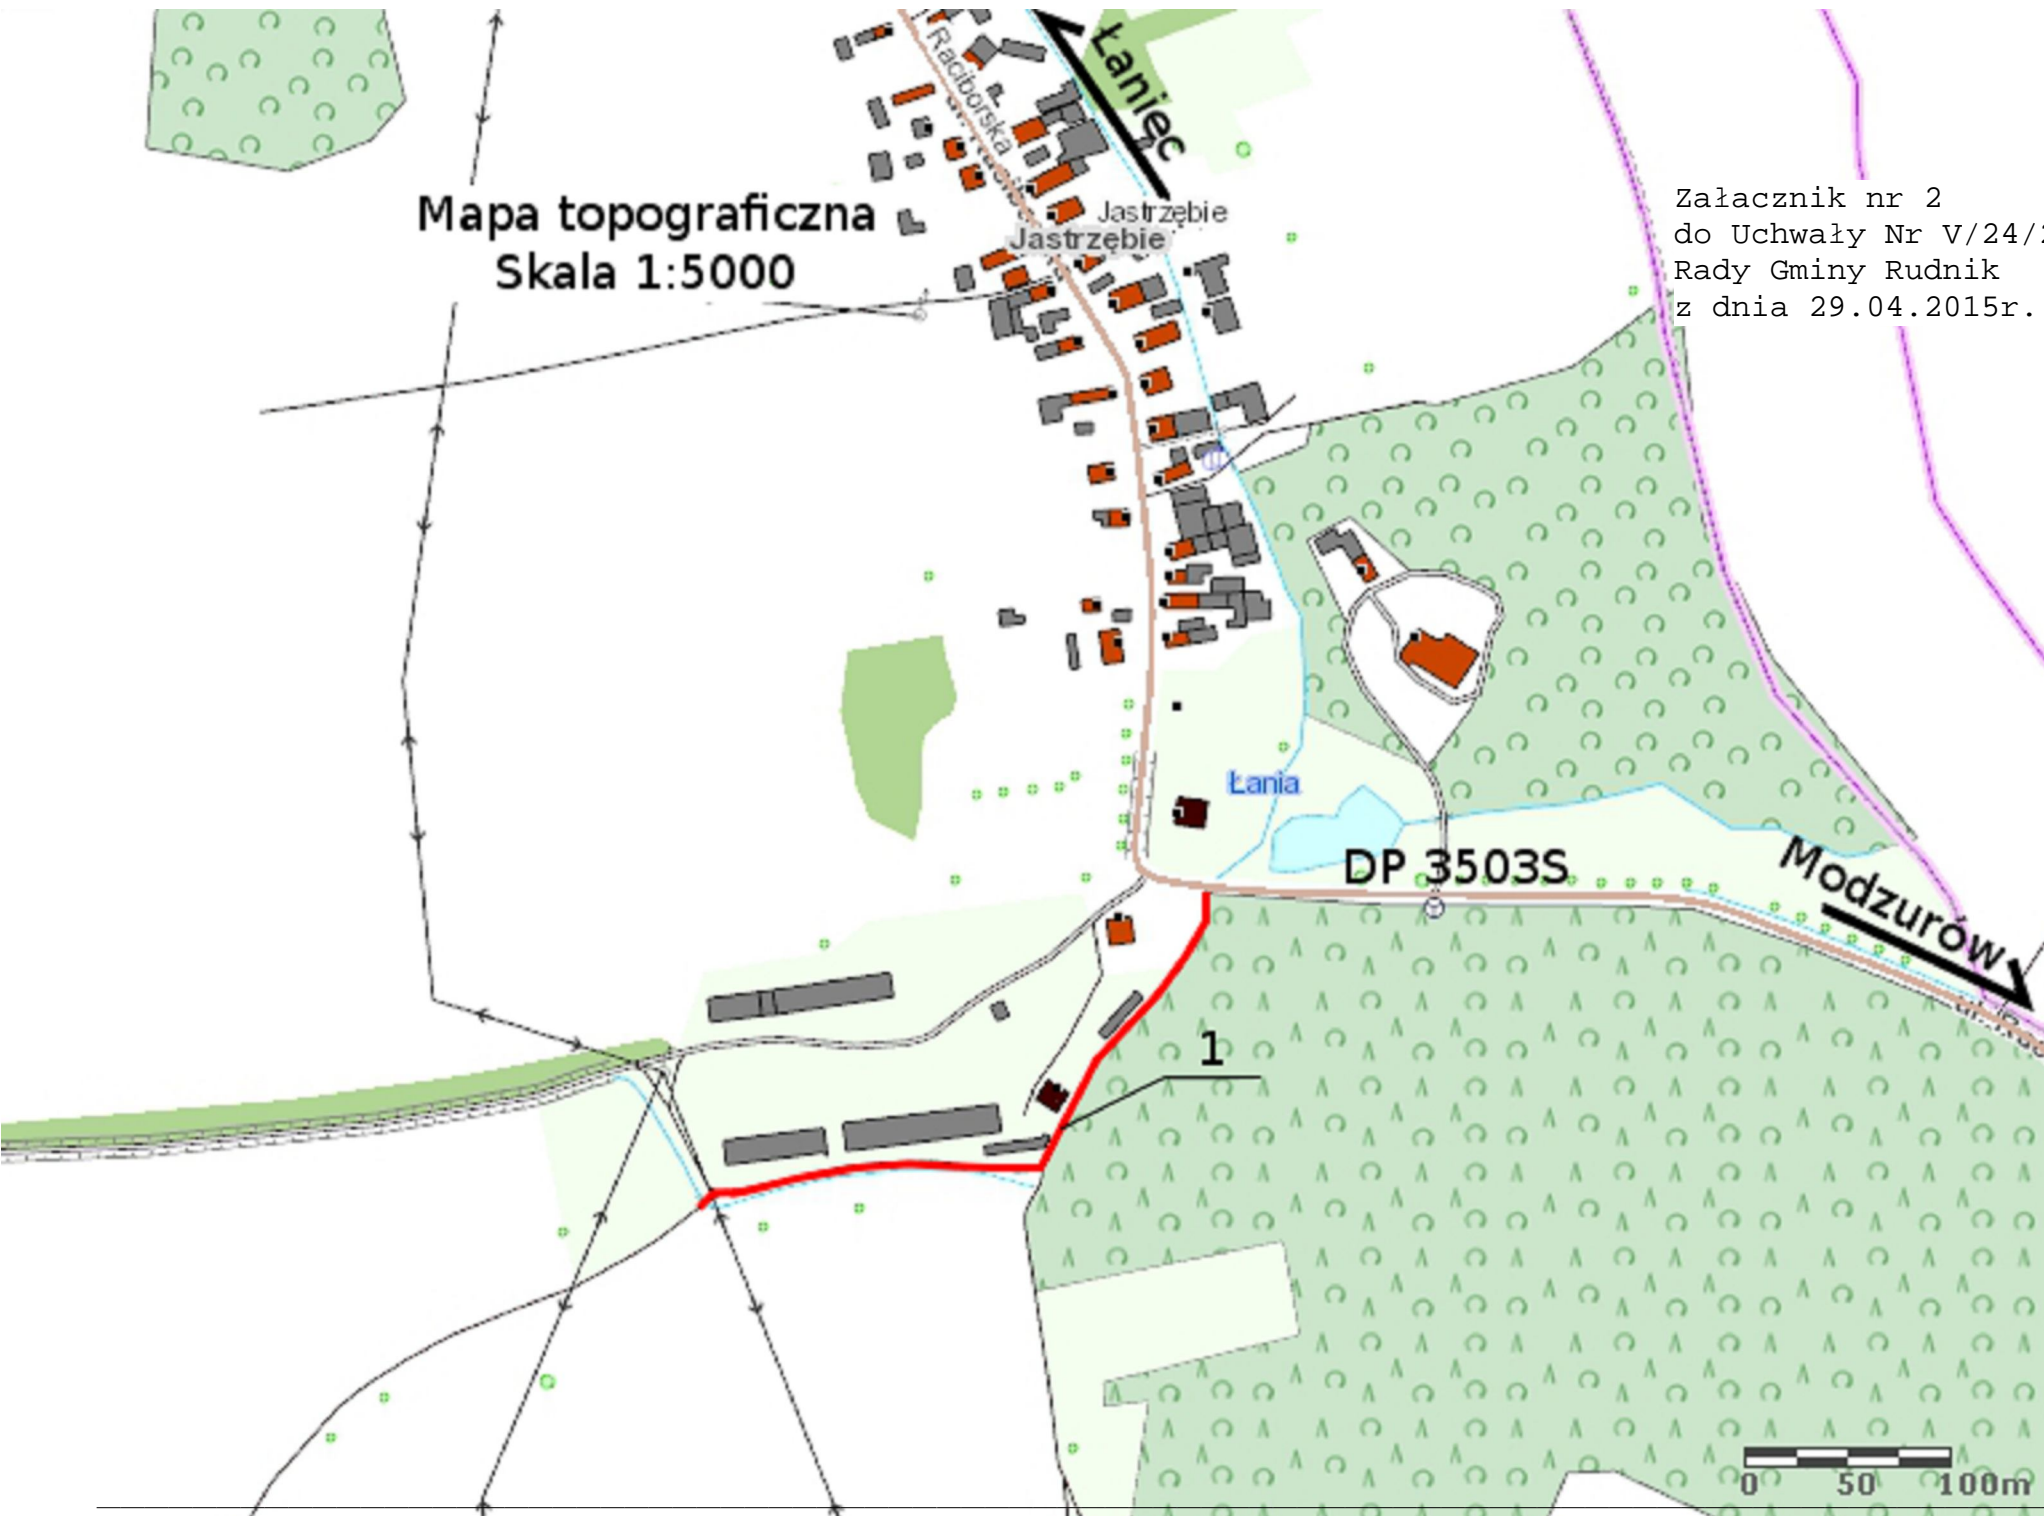 Łaniec
Raciborska
Mapa topograficzna
Skala 1:5000
Załacznik nr 2
do Uchwały Nr V/24/2
Rady Gminy Rudnik
z dnia 29.04.2015r.
Jastrzębie
Jastrzębie
Łania
DP 3503S
Modzurów
1
0 50 100m